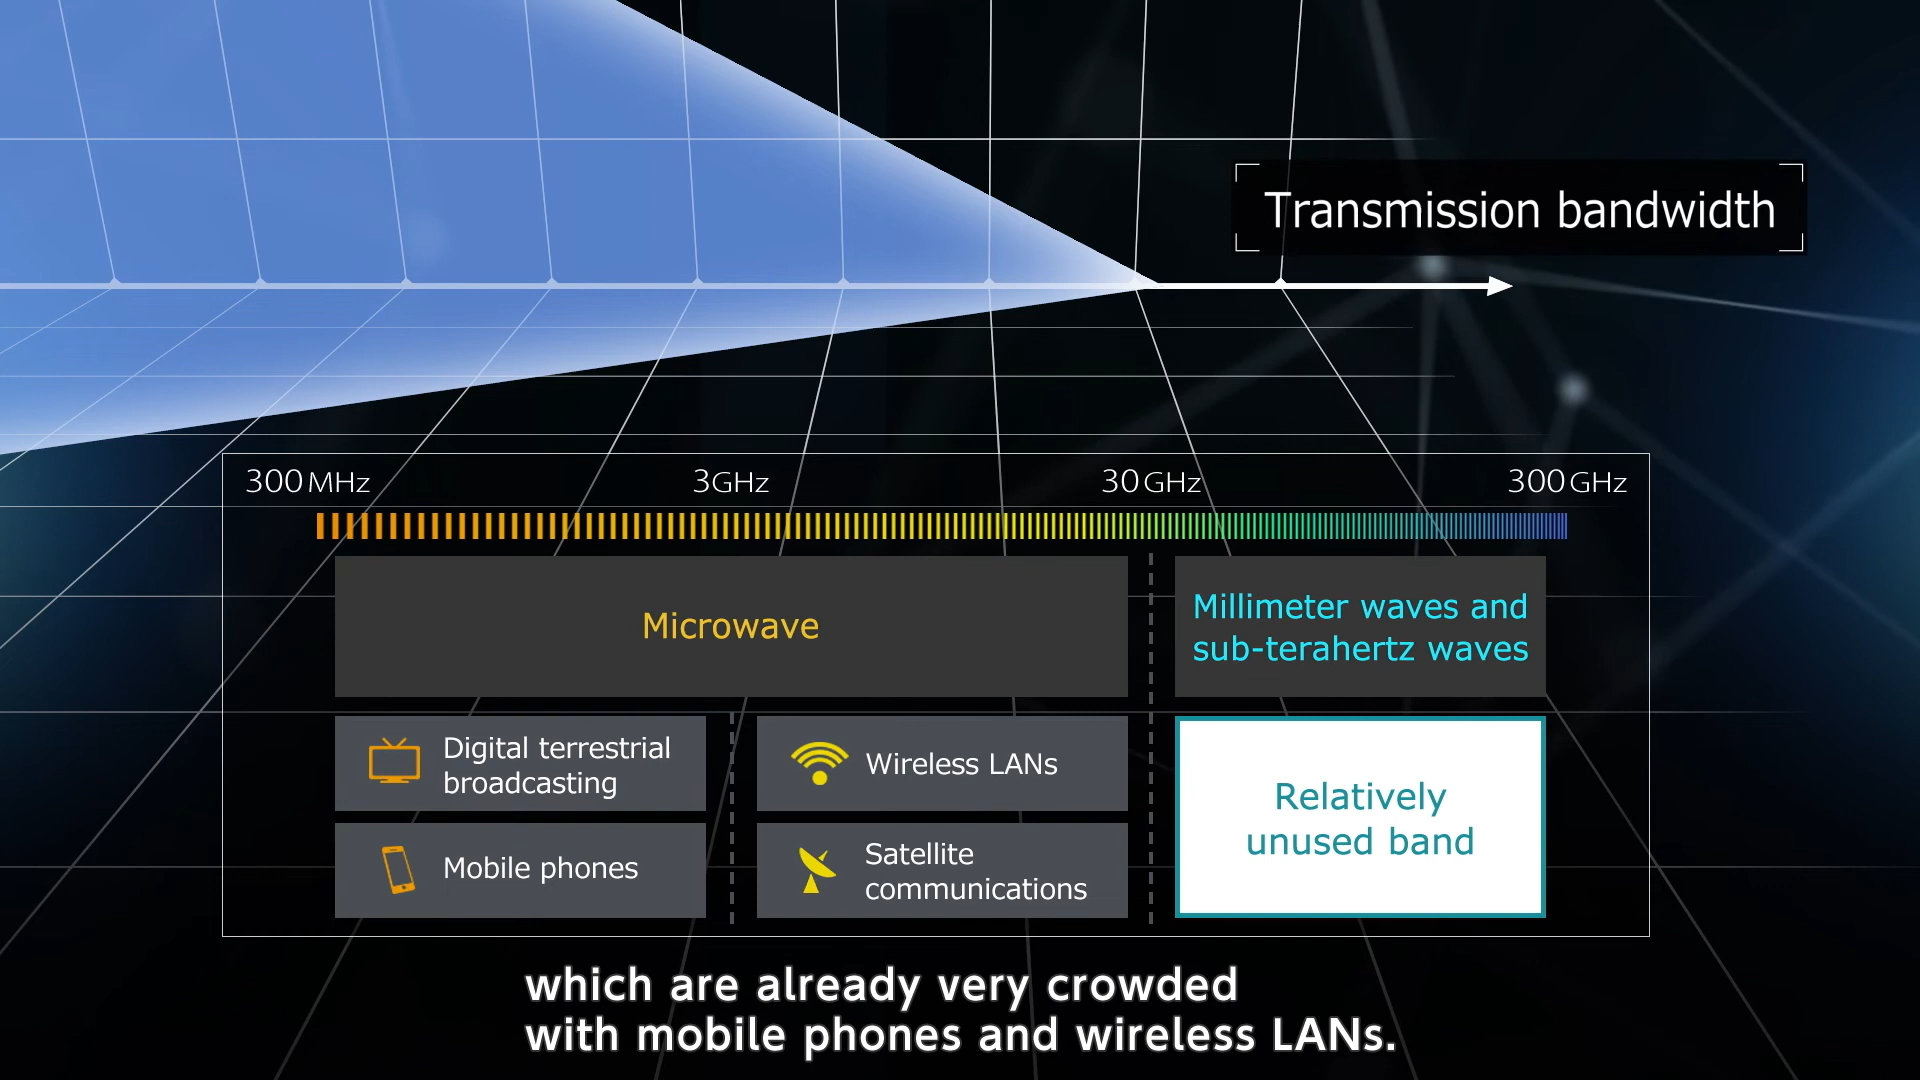 Transmission bandwidth
300 MHz
3GHz
30 GHz
300 GHz
Microwave
Millimeter waves and
sub-terahertz waves
Digital terrestrial
broadcasting
Wireless LANs
Mobile phones
Satellite
communications
Relatively
unused band
which are already very crowded
with mobile phones and wireless LANs.